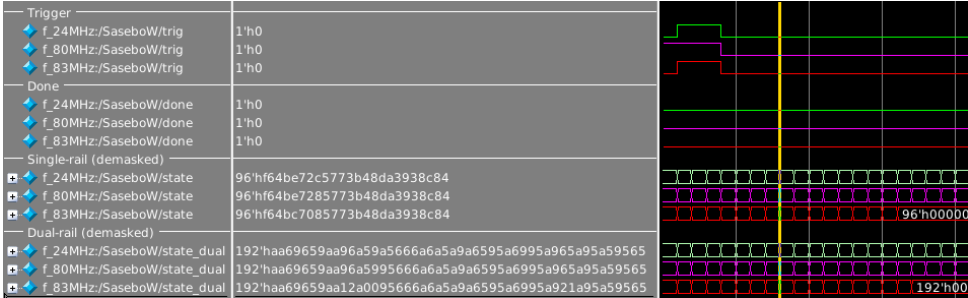 Trigger
f_24MHz:/SaseboW/trig 1'h0
f_80MHz:/SaseboW/trig 1'h0
f_83MHz:/SaseboW/trig 1'h0
Done
f_24MHz:/SaseboW/done 1'h0
f_80MHz:/SaseboW/done 1'h0
f_83MHz:/SaseboW/done 1'h0
Single-rail (demasked)
f_24MHz:/SaseboW/state 96'hf64be72c5773b48da3938c84
f_80MHz:/SaseboW/state 96'hf64be7285773b48da3938c84
f_83MHz:/SaseboW/state 96'hf64bc7085773b48da3938c84 96'h00000
Dual-rail (demasked)
f_24MHz:/SaseboW/state_dual 192'haa69659aa96a59a5666a6a5a9a6595a6995a965a95a59565
f_80MHz:/SaseboW/state_dual 192'haa69659aa96a5995666a6a5a9a6595a6995a965a95a59565
f_83MHz:/SaseboW/state_dual 192'haa69659aa12a0095666a6a5a9a6595a6995a921a95a59565 192'h00